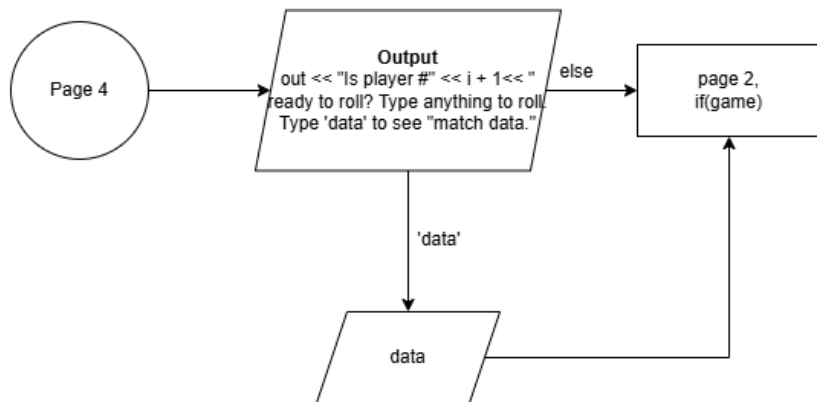 Page 4
Output
out << "Is player #" << i + 1<< "
ready to roll? Type anything to roll.
Type 'data' to see "match data."
else
page 2,
if(game)
'data'
data